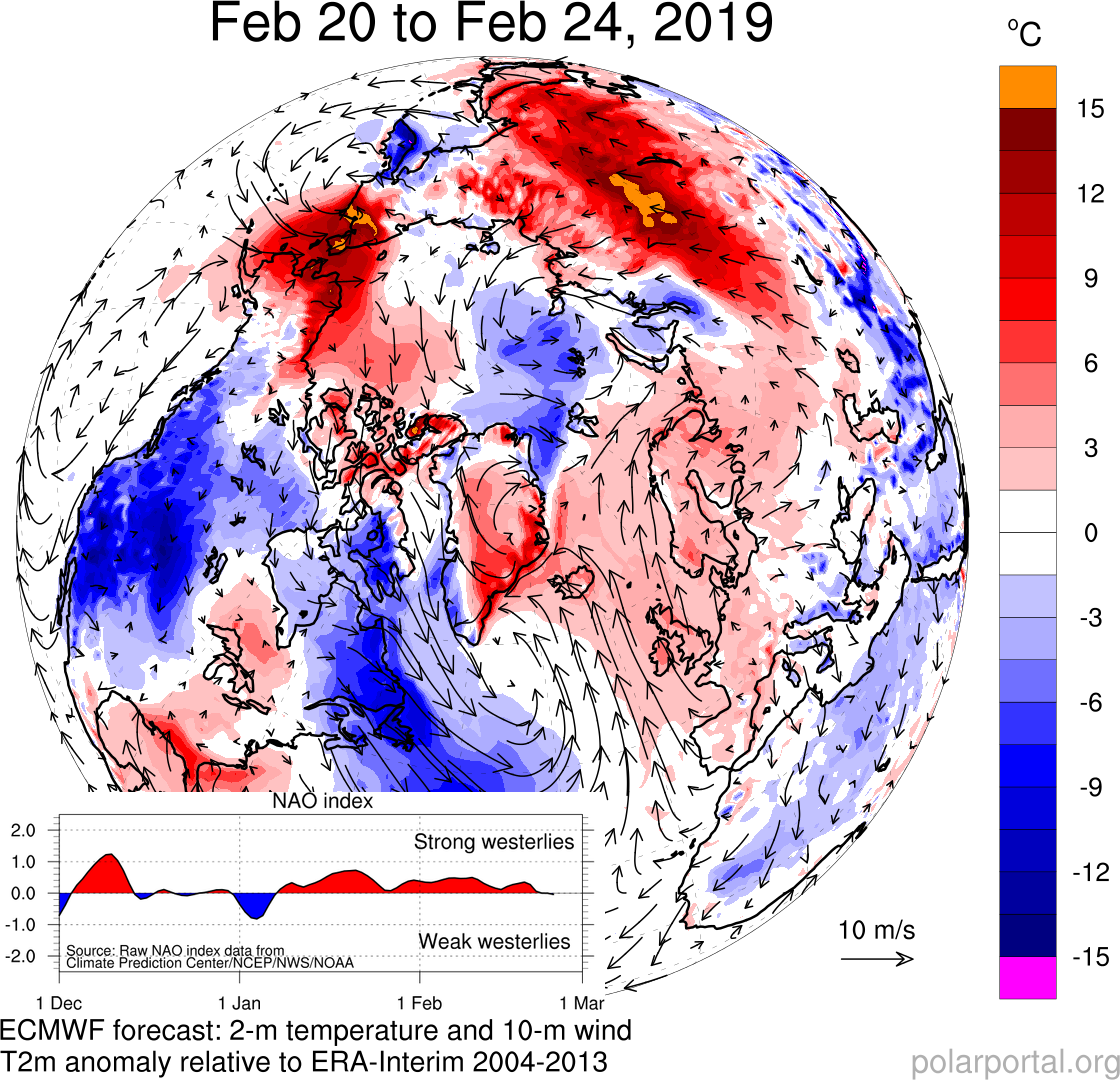 Feb 20 to Feb 24, 2019
°C
15
12
9
6
3
0
-3
-6
-9
-12
-15
10 m/s
NAO index
2.0
1.0
0.0
-1.0
-2.0
Strong westerlies
Weak westerlies
Source: Raw NAO index data from
Climate Prediction Center/NCEP/NWS/NOAA
1 Dec 1 Jan 1 Feb 1 Mar
ECMWF forecast: 2-m temperature and 10-m wind
T2m anomaly relative to ERA-Interim 2004-2013
polarportal.org